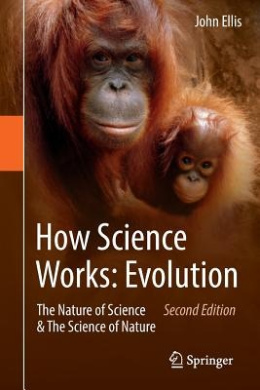 John Ellis
How Science
Works: Evolution
The Nature of Science Second Edition
& The Science of Nature
Springer